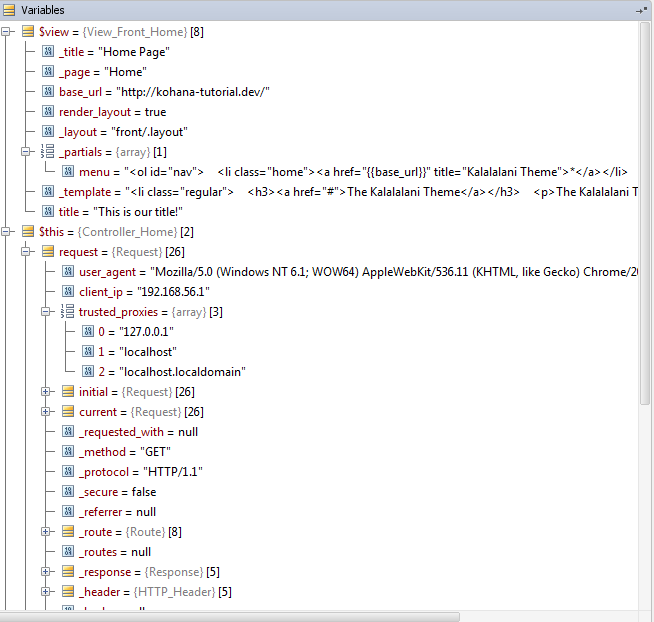 Variables
$view = {View_Front_Home} [8]
_title = "Home Page"
_page = "Home"
base_url = "http://kohana-tutorial.dev/"
render_layout = true
_layout = "front/.layout"
_partials = {array} [1]
menu = "<ol id="nav"> <li class="home"><a href="{{base_url}}" title="Kalalalani Theme">*</a></li>
_template = "<li class="regular"> <h3><a href="#">The Kalalalani Theme</a></h3> <p>The Kalalalani T
title = "This is our title!"
$this = {Controller_Home} [2]
request = {Request} [26]
user_agent = "Mozilla/5.0 (Windows NT 6.1; WOW64) AppleWebKit/536.11 (KHTML, like Gecko) Chrome/20
client_ip = "192.168.56.1"
trusted_proxies = {array} [3]
0 = "127.0.0.1"
1 = "localhost"
2 = "localhost.localdomain"
initial = {Request} [26]
current = {Request} [26]
_requested_with = null
_method = "GET"
_protocol = "HTTP/1.1"
_secure = false
_referrer = null
_route = {Route} [8]
_routes = null
_response = {Response} [5]
_header = {HTTP_Header} [5]